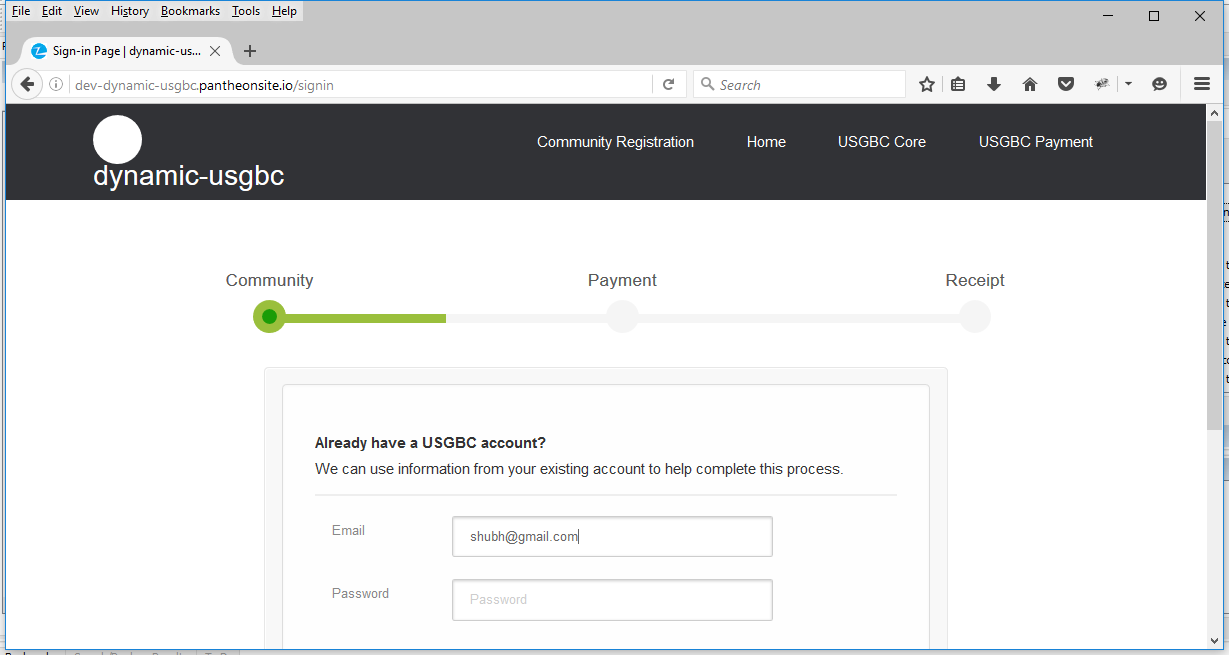 File Edit View History Bookmarks Tools Help
Sign-in Page | dynamic-us...
dev-dynamic-usgbc.pantheonsite.io/signin
Search
Community Registration Home USGBC Core USGBC Payment
dynamic-usgbc
Community Payment Receipt
Already have a USGBC account?
We can use information from your existing account to help complete this process.
Email shubh@gmail.com
Password Password